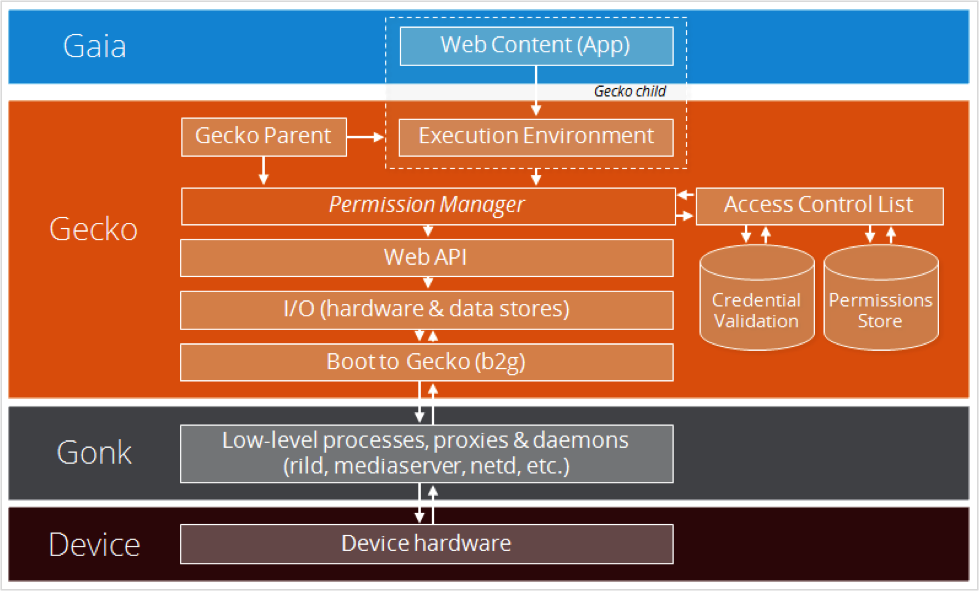 Gaia
Web Content (App)
Gecko child
Gecko Parent
Execution Environment
Gecko
Permission Manager
Access Control List
Web API
Credential
Validation
Permissions
Store
I/O (hardware & data stores)
Boot to Gecko (b2g)
Gonk
Low-level processes, proxies & daemons
(rild, mediaserver, netd, etc.)
Device
Device hardware